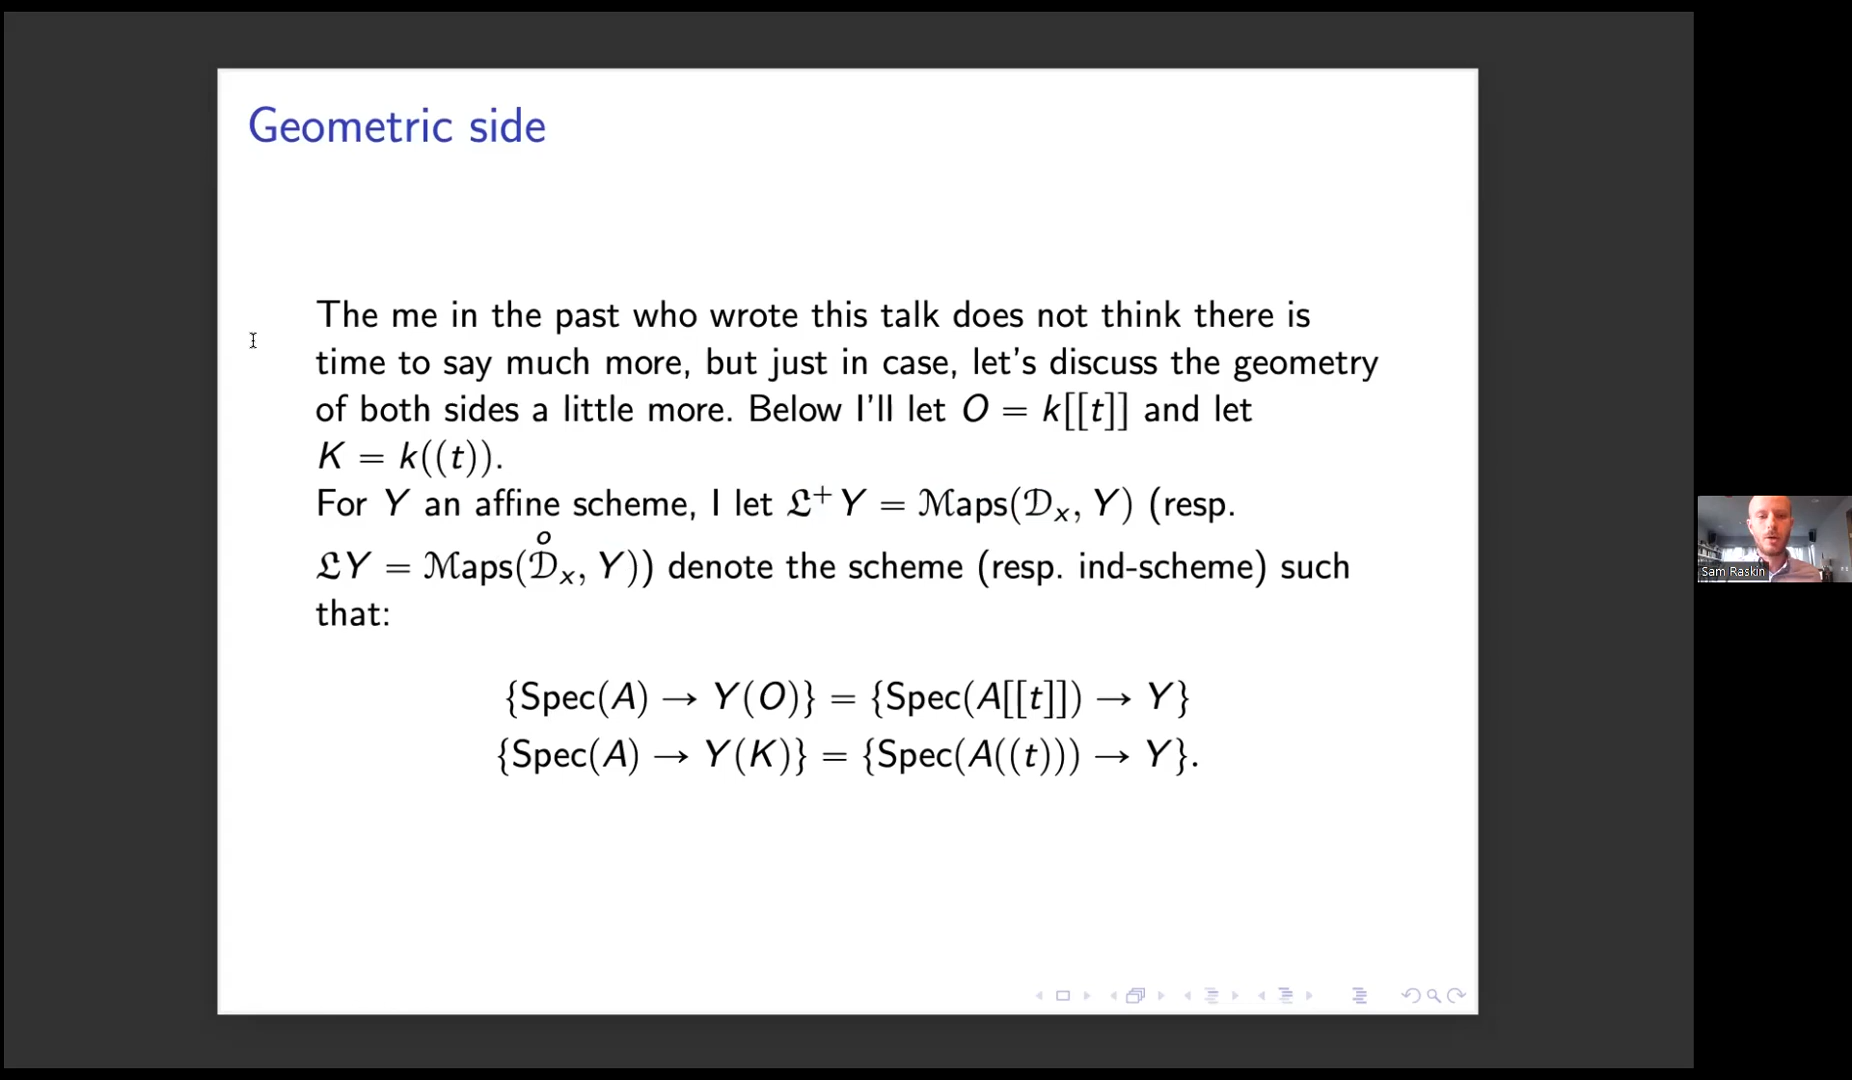 Geometric side
The me in the past who wrote this talk does not think there is
time to say much more, but just in case, let's discuss the geometry
of both sides a little more. Below I'll let O = k[[t]] and let
K = k((t)).
For Y an affine scheme, I let 𝔏⁺Y = ℳaps(𝒟ₓ, Y) (resp.
𝔏Y = ℳaps(𝒟̊ₓ, Y)) denote the scheme (resp. ind-scheme) such
that:
{Spec(A) → Y(O)} = {Spec(A[[t]]) → Y}
{Spec(A) → Y(K)} = {Spec(A((t))) → Y}.
Sam Raskin